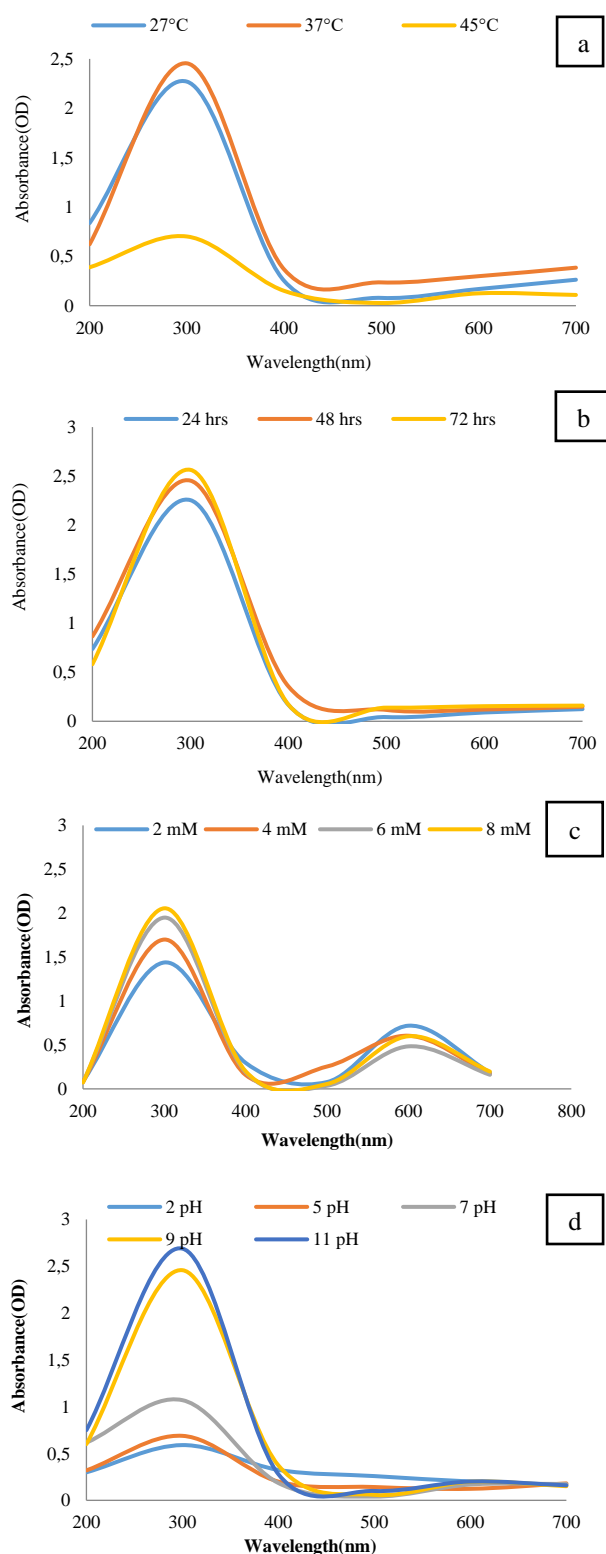 27°C 37°C 45°C
a
2,5
2
1,5
1
0,5
0
200 300 400 500 600 700
Absorbance(OD)
Wavelength(nm)
24 hrs 48 hrs 72 hrs
b
3
2,5
2
1,5
1
0,5
0
200 300 400 500 600 700
Absorbance(OD)
Wavelength(nm)
2 mM 4 mM 6 mM 8 mM
c
3
2,5
2
1,5
1
0,5
0
200 300 400 500 600 700 800
Absorbance(OD)
Wavelength(nm)
2 pH 5 pH 7 pH
9 pH 11 pH
d
3
2,5
2
1,5
1
0,5
0
200 300 400 500 600 700
Absorbance(OD)
Wavelength(nm)